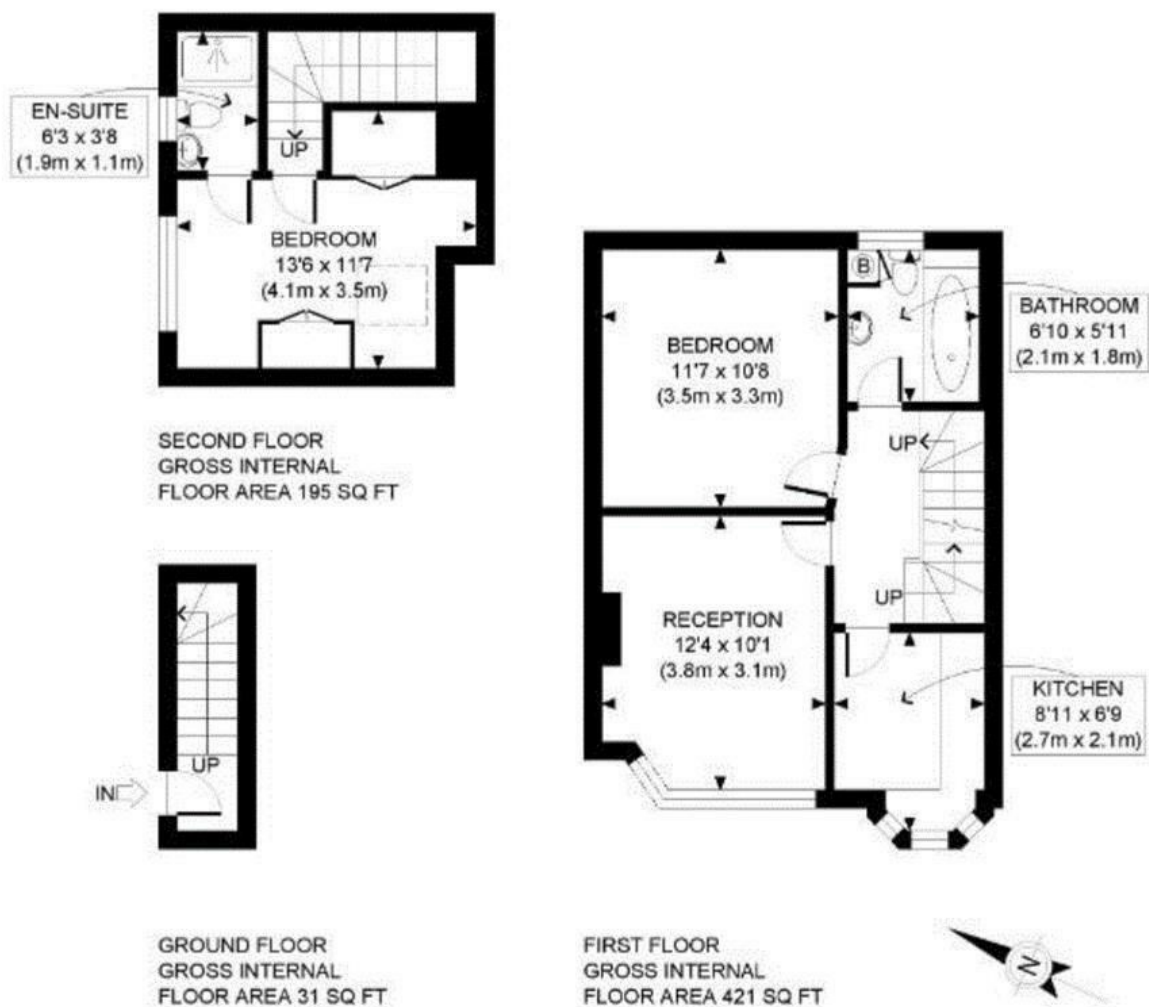 EN-SUITE
6'3 x 3'8
(1.9m x 1.1m)
UP
BEDROOM
13'6 x 11'7
(4.1m x 3.5m)
SECOND FLOOR
GROSS INTERNAL
FLOOR AREA 195 SQ FT
B
BATHROOM
6'10 x 5'11
(2.1m x 1.8m)
BEDROOM
11'7 x 10'8
(3.5m x 3.3m)
UP
UP
RECEPTION
12'4 x 10'1
(3.8m x 3.1m)
KITCHEN
8'11 x 6'9
(2.7m x 2.1m)
UP
IN
GROUND FLOOR
GROSS INTERNAL
FLOOR AREA 31 SQ FT
FIRST FLOOR
GROSS INTERNAL
FLOOR AREA 421 SQ FT
N